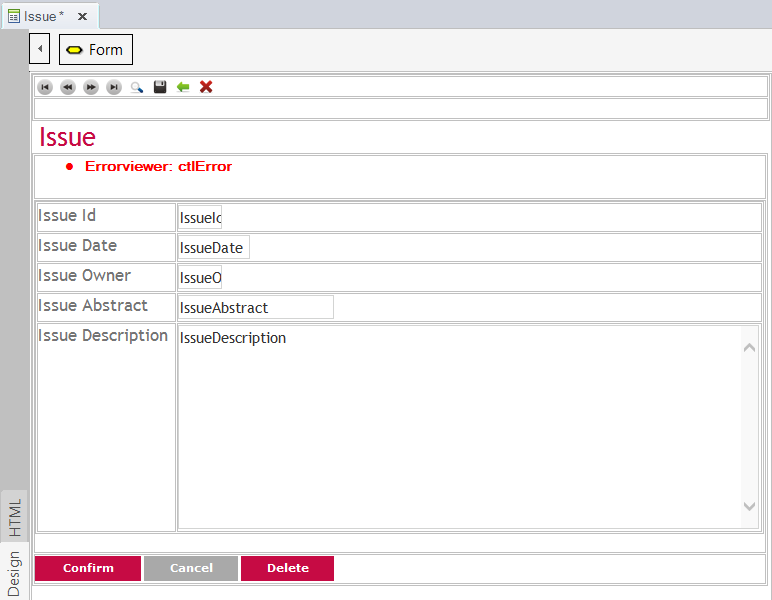 Issue *
Form
Issue
Errorviewer: ctlError
Issue Id
IssueId
Issue Date
IssueDate
Issue Owner
IssueO
Issue Abstract
IssueAbstract
Issue Description
IssueDescription
HTML
Design
Confirm
Cancel
Delete